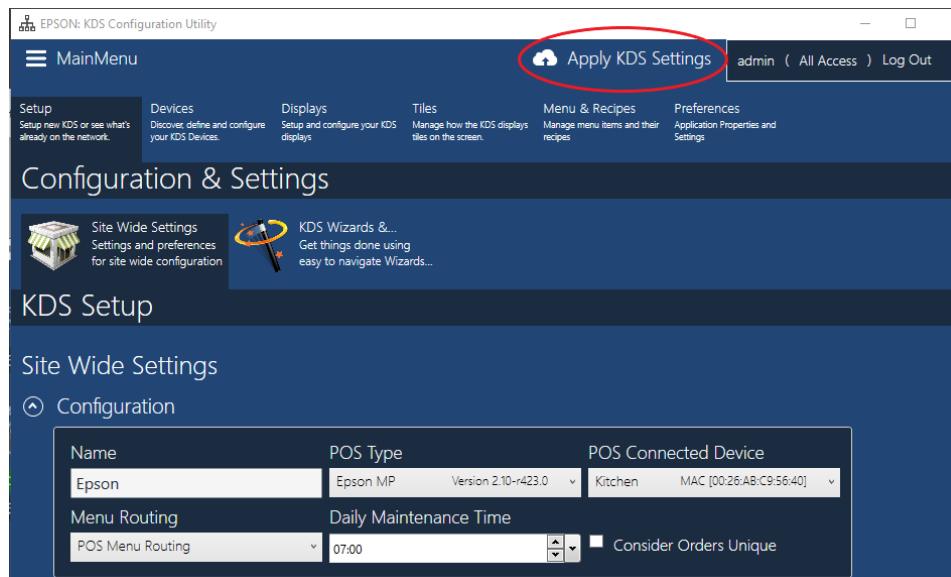 EPSON: KDS Configuration Utility
MainMenu
Apply KDS Settings
admin ( All Access ) Log Out
Setup
Setup new KDS or see what's
already on the network.
Devices
Discover, define and configure
your KDS Devices.
Displays
Setup and configure your KDS
displays
Tiles
Manage how the KDS displays
tiles on the screen.
Menu & Recipes
Manage menu items and their
recipes
Preferences
Application Properties and
Settings
Configuration & Settings
Site Wide Settings
Settings and preferences
for site wide configuration
KDS Wizards &...
Get things done using
easy to navigate Wizards...
KDS Setup
Site Wide Settings
Configuration
Name
Epson
POS Type
Epson MP Version 2.10-r423.0
POS Connected Device
Kitchen MAC [00:26:AB:C9:56:40]
Menu Routing
POS Menu Routing
Daily Maintenance Time
07:00
Consider Orders Unique